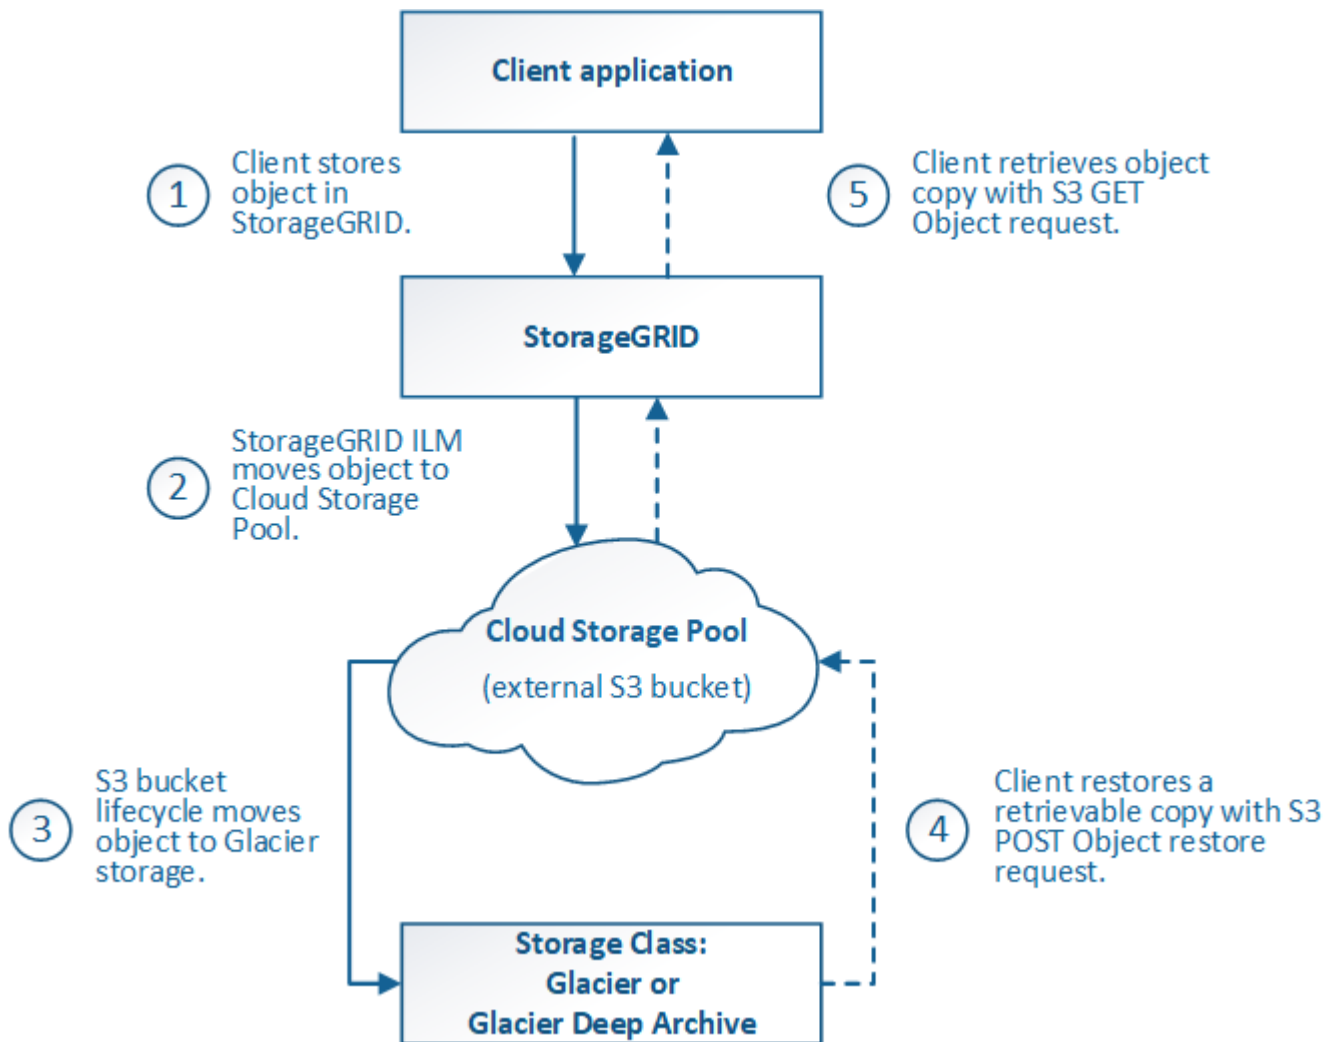 Client application
1
Client stores
object in
StorageGRID.
5
Client retrieves object
copy with S3 GET
Object request.
StorageGRID
2
StorageGRID ILM
moves object to
Cloud Storage
Pool.
Cloud Storage Pool
(external S3 bucket)
3
S3 bucket
lifecycle moves
object to Glacier
storage.
4
Client restores a
retrievable copy with S3
POST Object restore
request.
Storage Class:
Glacier or
Glacier Deep Archive